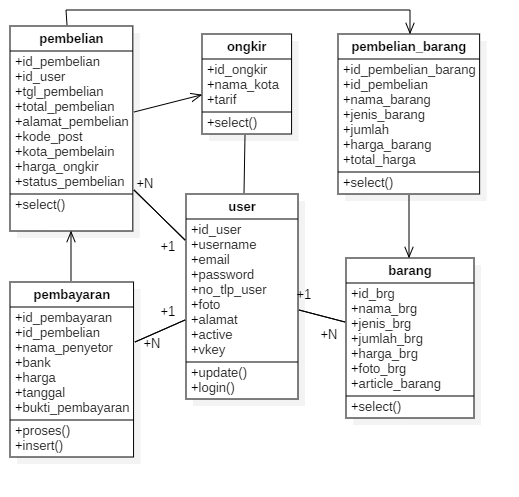 pembelian
+id_pembelian
+id_user
+tgl_pembelian
+total_pembelian
+alamat_pembelian
+kode_post
+kota_pembelain
+harga_ongkir
+status_pembelian
+select()
ongkir
+id_ongkir
+nama_kota
+tarif
+select()
pembelian_barang
+id_pembelian_barang
+id_pembelian
+nama_barang
+jenis_barang
+jumlah
+harga_barang
+total_harga
+select()
+N
+1
user
+id_user
+username
+email
+password
+no_tlp_user
+foto
+alamat
+active
+vkey
+update()
+login()
pembayaran
+id_pembayaran
+id_pembelian
+nama_penyetor
+bank
+harga
+tanggal
+bukti_pembayaran
+proses()
+insert()
+1
+N
+1
+N
barang
+id_brg
+nama_brg
+jenis_brg
+jumlah_brg
+harga_brg
+foto_brg
+article_barang
+select()